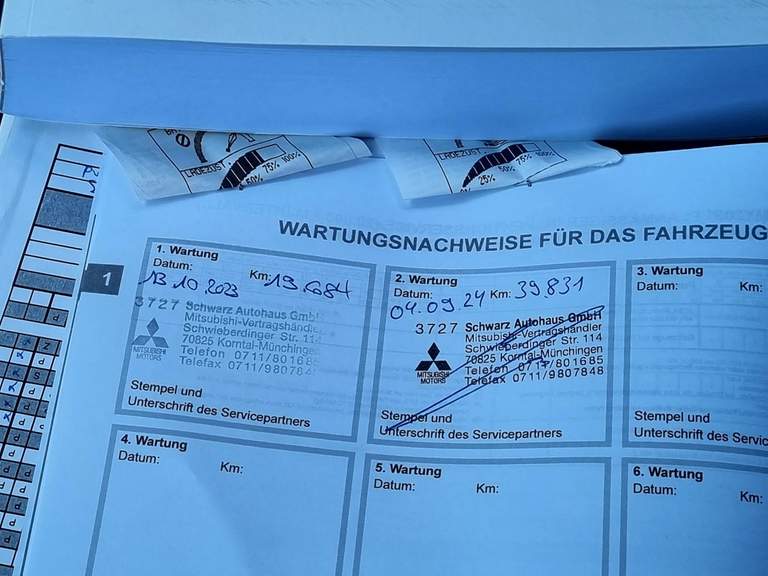 LADEZUST.
50% 75% 100%
25% 50% 75% 100%
WARTUNGSNACHWEISE FÜR DAS FAHRZEUG
1
1. Wartung
Datum: Km: 19.684
13 10 2023
3727 Schwarz Autohaus GmbH
Mitsubishi-Vertragshändler
Schwieberdinger Str. 114
70825 Korntal-Münchingen
Telefon 0711/801685
Telefax 0711/9807848
MITSUBISHI
MOTORS
Stempel und
Unterschrift des Servicepartners
2. Wartung
Datum: Km: 39.831
04.09.24
3727 Schwarz Autohaus GmbH
Mitsubishi-Vertragshändler
Schwieberdinger Str. 114
70825 Korntal-Münchingen
Telefon 0711/801685
Telefax 0711/9807848
MITSUBISHI
MOTORS
Stempel und
Unterschrift des Servicepartners
3. Wartung
Datum: Km:
Stempel und
Unterschrift des Servic
4. Wartung
Datum: Km:
5. Wartung
Datum: Km:
6. Wartung
Datum: Km: